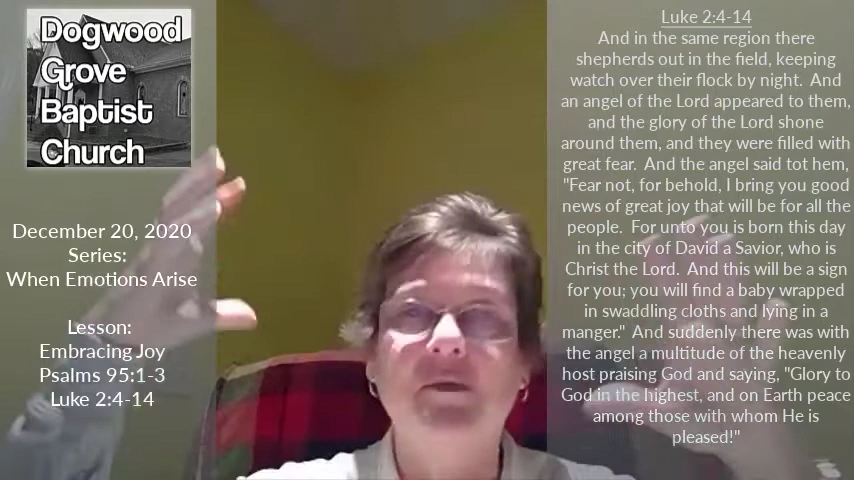 Dogwood
Grove
Baptist
Church
December 20, 2020
Series:
When Emotions Arise
Lesson:
Embracing Joy
Psalms 95:1-3
Luke 2:4-14
Luke 2:4-14
And in the same region there
shepherds out in the field, keeping
watch over their flock by night.  And
an angel of the Lord appeared to them,
and the glory of the Lord shone
around them, and they were filled with
great fear.  And the angel said tot hem,
"Fear not, for behold, I bring you good
news of great joy that will be for all the
people.  For unto you is born this day
in the city of David a Savior, who is
Christ the Lord.  And this will be a sign
for you; you will find a baby wrapped
in swaddling cloths and lying in a
manger."  And suddenly there was with
the angel a multitude of the heavenly
host praising God and saying, "Glory to
God in the highest, and on Earth peace
among those with whom He is
pleased!"